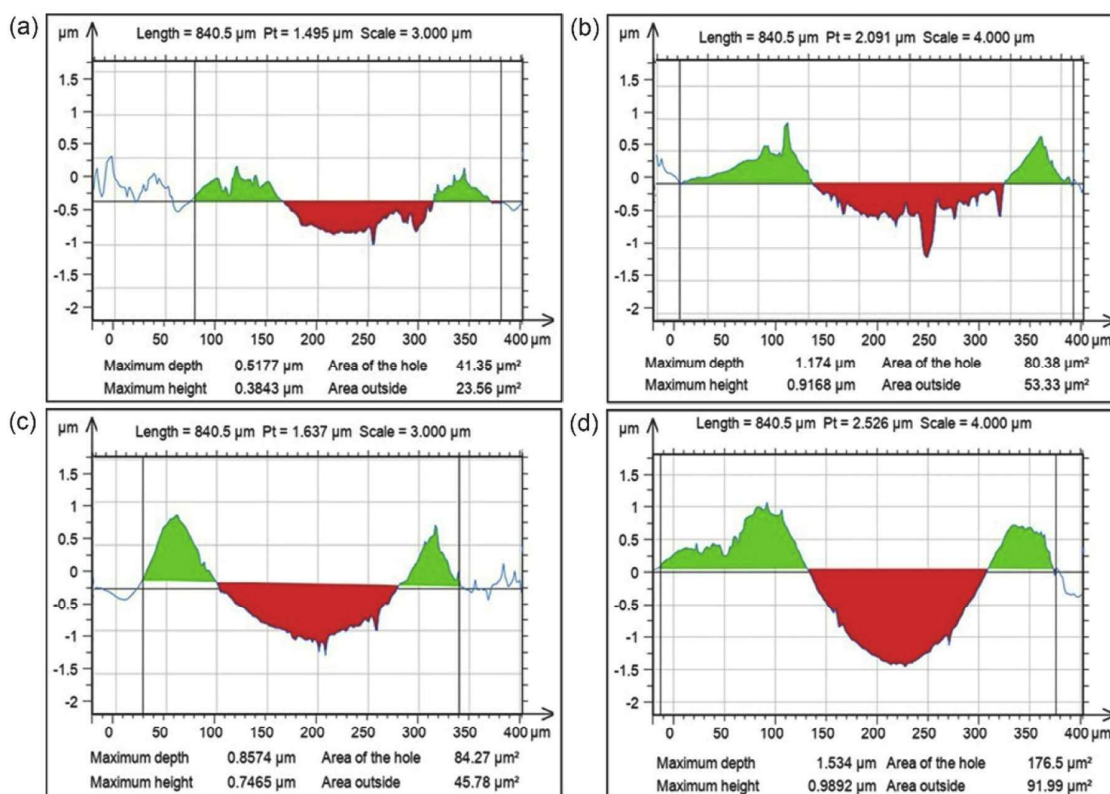 (a)
µm
Length = 840.5 µm Pt = 1.495 µm Scale = 3.000 µm
1.5
1
0.5
0
-0.5
-1
-1.5
-2
0 50 100 150 200 250 300 350 400 µm
Maximum depth 0.5177 µm Area of the hole 41.35 µm²
Maximum height 0.3843 µm Area outside 23.56 µm²
(b)
µm
Length = 840.5 µm Pt = 2.091 µm Scale = 4.000 µm
1.5
1
0.5
0
-0.5
-1
-1.5
-2
0 50 100 150 200 250 300 350 400 µm
Maximum depth 1.174 µm Area of the hole 80.38 µm²
Maximum height 0.9168 µm Area outside 53.33 µm²
(c)
µm
Length = 840.5 µm Pt = 1.637 µm Scale = 3.000 µm
1.5
1
0.5
0
-0.5
-1
-1.5
-2
0 50 100 150 200 250 300 350 400 µm
Maximum depth 0.8574 µm Area of the hole 84.27 µm²
Maximum height 0.7465 µm Area outside 45.78 µm²
(d)
µm
Length = 840.5 µm Pt = 2.526 µm Scale = 4.000 µm
1.5
1
0.5
0
-0.5
-1
-1.5
-2
0 50 100 150 200 250 300 350 400 µm
Maximum depth 1.534 µm Area of the hole 176.5 µm²
Maximum height 0.9892 µm Area outside 91.99 µm²